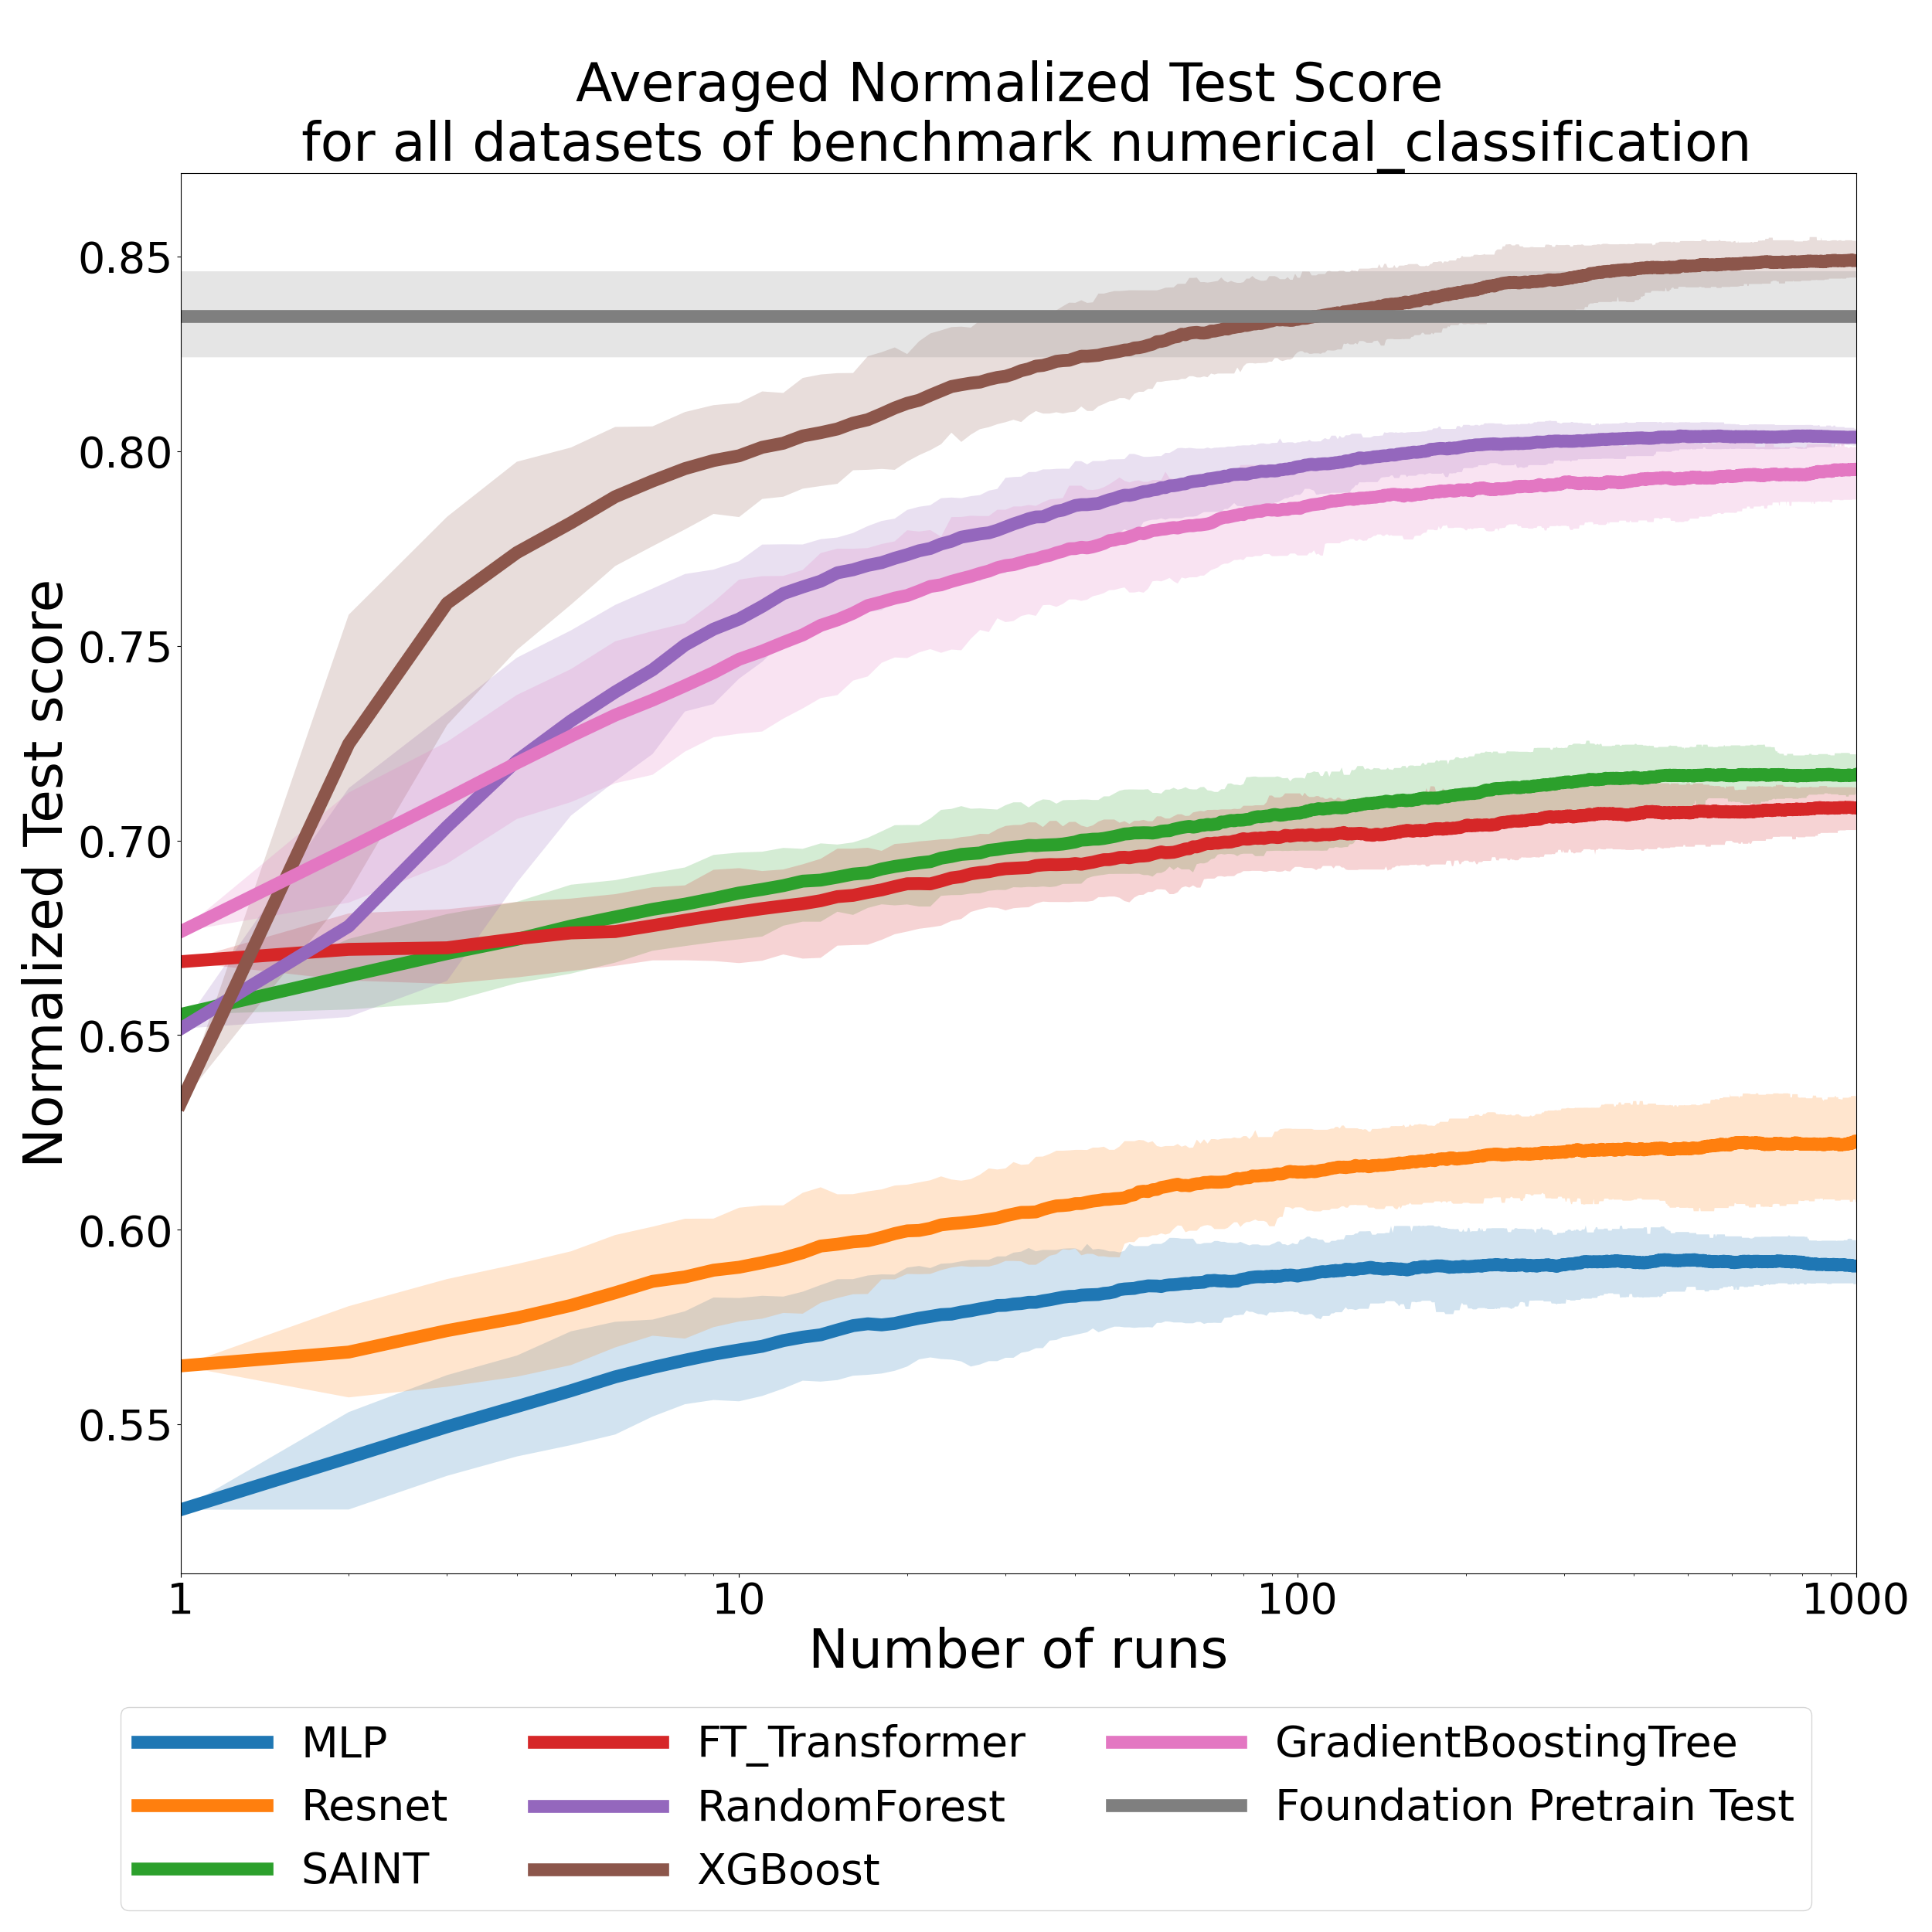 Averaged Normalized Test Score
for all datasets of benchmark numerical_classification
Normalized Test score
0.85
0.80
0.75
0.70
0.65
0.60
0.55
1 10 100 1000
Number of runs
MLP
Resnet
SAINT
FT_Transformer
RandomForest
XGBoost
GradientBoostingTree
Foundation Pretrain Test